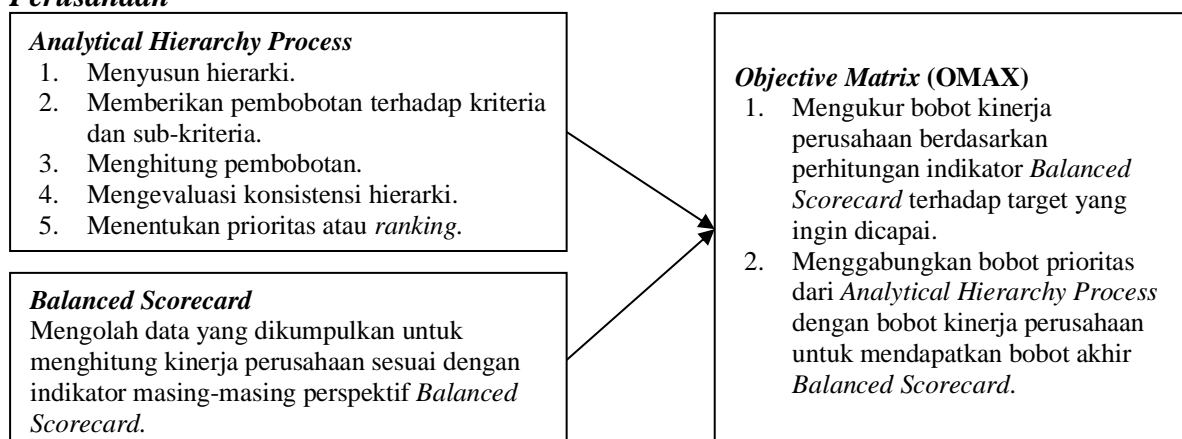 Perusahaan
Analytical Hierarchy Process
1. Menyusun hierarki.
2. Memberikan pembobotan terhadap kriteria
dan sub-kriteria.
3. Menghitung pembobotan.
4. Mengevaluasi konsistensi hierarki.
5. Menentukan prioritas atau ranking.
Balanced Scorecard
Mengolah data yang dikumpulkan untuk
menghitung kinerja perusahaan sesuai dengan
indikator masing-masing perspektif Balanced
Scorecard.
Objective Matrix (OMAX)
1. Mengukur bobot kinerja
perusahaan berdasarkan
perhitungan indikator Balanced
Scorecard terhadap target yang
ingin dicapai.
2. Menggabungkan bobot prioritas
dari Analytical Hierarchy Process
dengan bobot kinerja perusahaan
untuk mendapatkan bobot akhir
Balanced Scorecard.